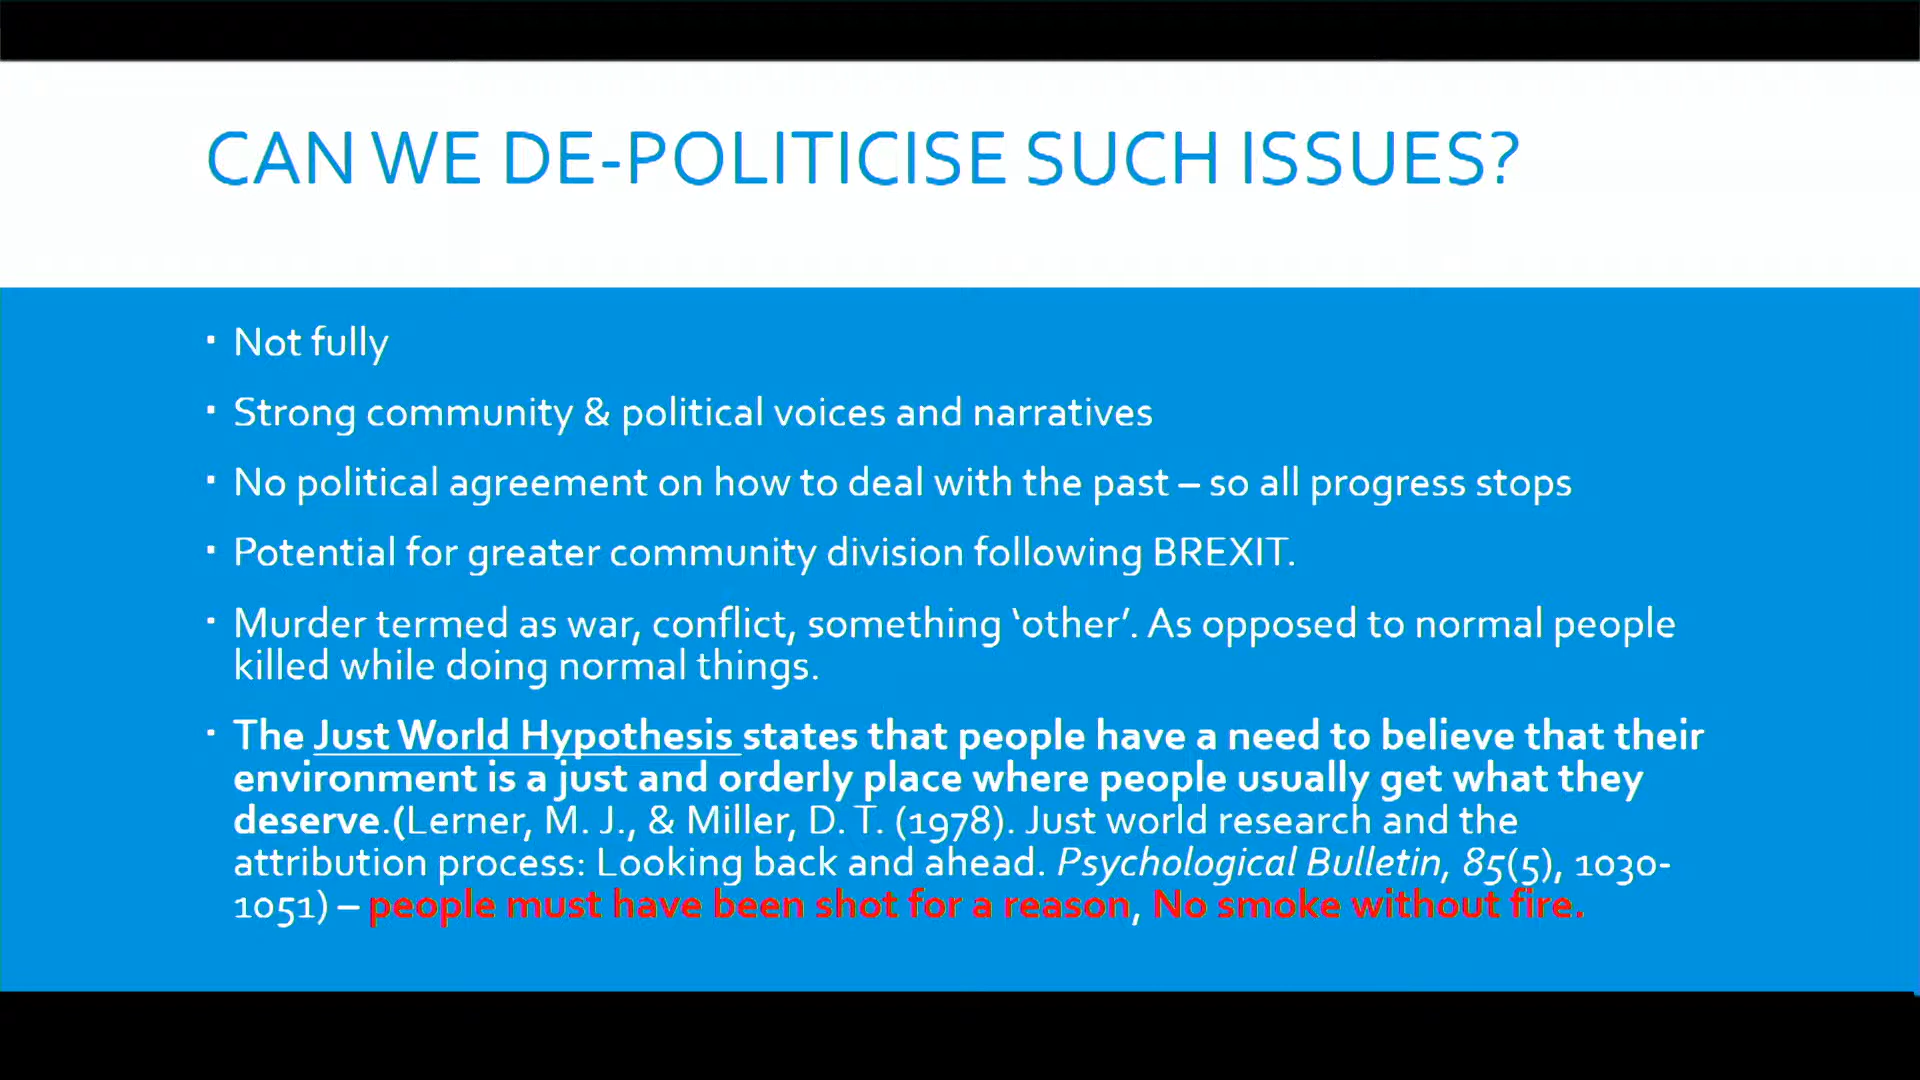 CAN WE DE-POLITICISE SUCH ISSUES?
▪ Not fully
▪ Strong community & political voices and narratives
▪ No political agreement on how to deal with the past – so all progress stops
▪ Potential for greater community division following BREXIT.
▪ Murder termed as war, conflict, something ‘other’. As opposed to normal people
killed while doing normal things.
▪ The Just World Hypothesis states that people have a need to believe that their
environment is a just and orderly place where people usually get what they
deserve.(Lerner, M. J., & Miller, D. T. (1978). Just world research and the
attribution process: Looking back and ahead. Psychological Bulletin, 85(5), 1030-
1051) – people must have been shot for a reason, No smoke without fire.